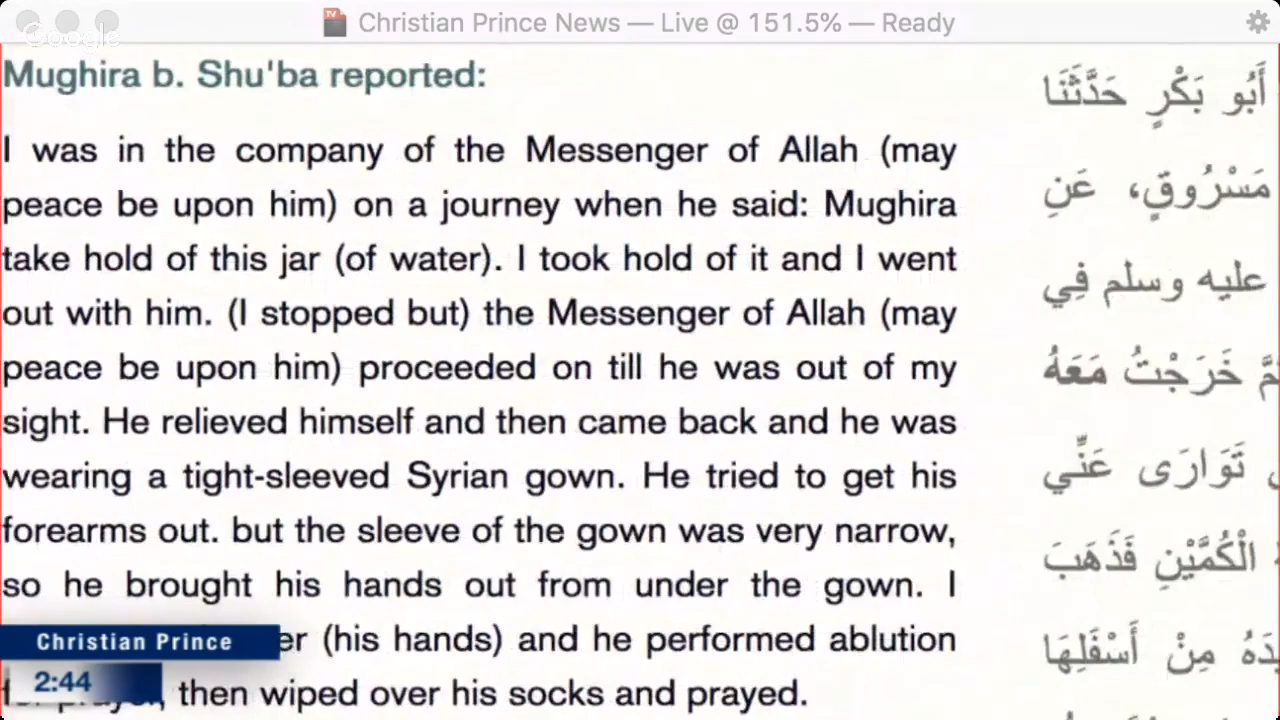 Christian Prince News — Live @ 151.5% — Ready
Google
Mughira b. Shu'ba reported:
I was in the company of the Messenger of Allah (may
peace be upon him) on a journey when he said: Mughira
take hold of this jar (of water). I took hold of it and I went
out with him. (I stopped but) the Messenger of Allah (may
peace be upon him) proceeded on till he was out of my
sight. He relieved himself and then came back and he was
wearing a tight-sleeved Syrian gown. He tried to get his
forearms out. but the sleeve of the gown was very narrow,
so he brought his hands out from under the gown. I
er (his hands) and he performed ablution
then wiped over his socks and prayed.
Christian Prince
2:44
أَبُو بَكْرٍ حَدَّثَنَا
مَسْرُوقٍ، عَنِ
عليه وسلم فِي
مَّ خَرَجْتُ مَعَهُ
تَوَارَى عَنِّي
الْكُمَّيْنِ فَذَهَبَ
يَدَهُ مِنْ أَسْفَلِهَا